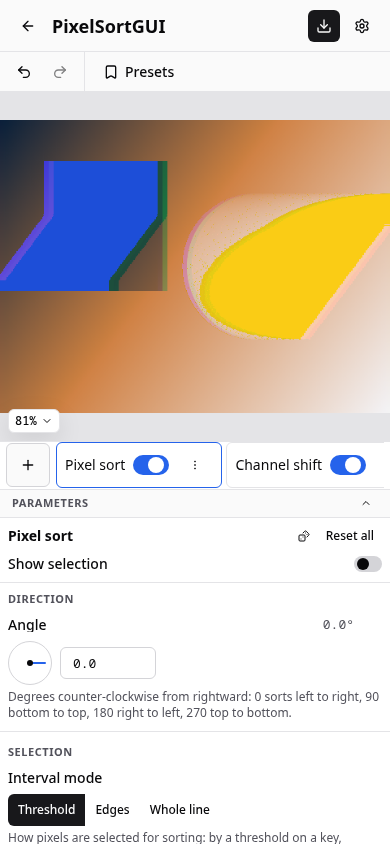 PixelSortGUI
Presets
81%
Pixel sort
Channel shift
PARAMETERS
Pixel sort
Reset all
Show selection
DIRECTION
Angle
0.0°
0.0
Degrees counter-clockwise from rightward: 0 sorts left to right, 90
bottom to top, 180 right to left, 270 top to bottom.
SELECTION
Interval mode
Threshold
Edges
Whole line
How pixels are selected for sorting: by a threshold on a key,